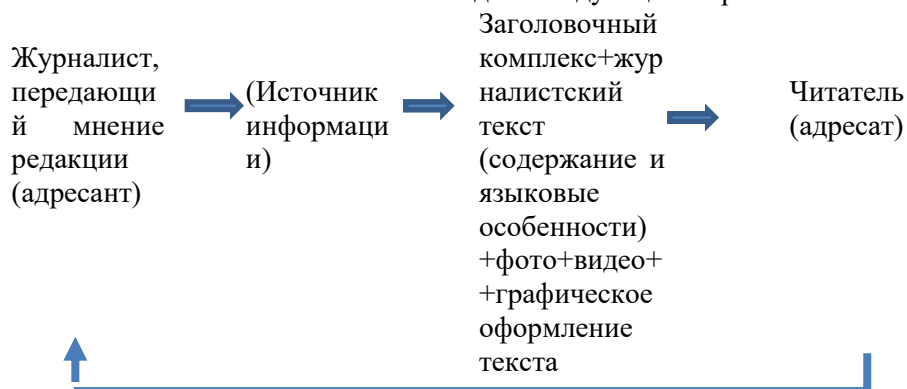 Журналист,
передающи
й мнение
редакции
(адресант)
(Источник
информаци
и)
Заголовочный
комплекс+жур
налистский
текст
(содержание и
языковые
особенности)
+фото+видео+
+графическое
оформление
текста
Читатель
(адресат)